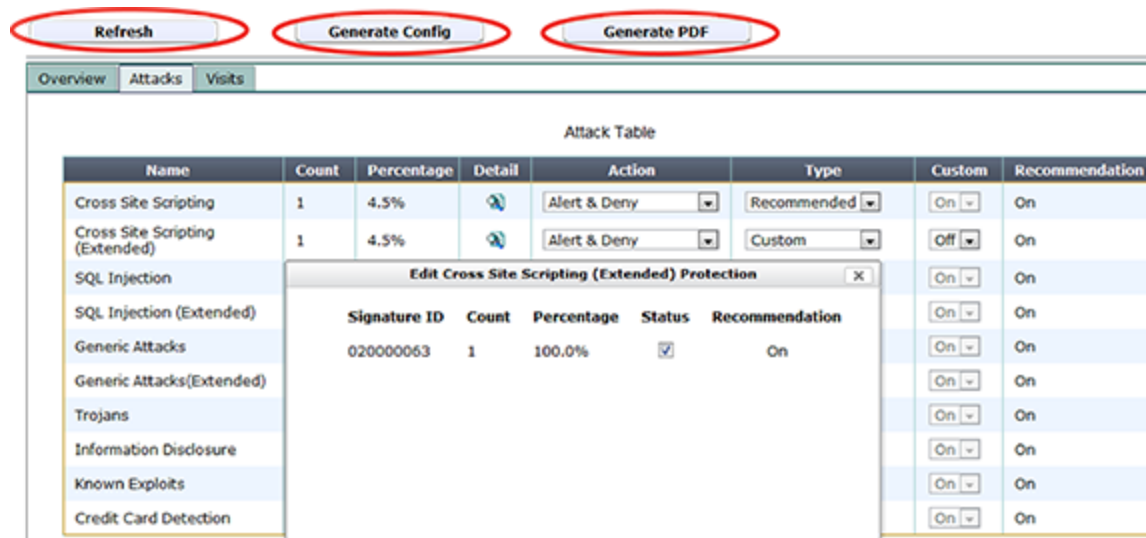 Refresh Generate Config Generate PDF
Overview Attacks Visits
Attack Table
Name Count Percentage Detail Action Type Custom Recommendation
Cross Site Scripting 1 4.5% Alert & Deny Recommended On On
Cross Site Scripting
(Extended) 1 4.5% Alert & Deny Custom Off On
Edit Cross Site Scripting (Extended) Protection
SQL Injection On On
SQL Injection (Extended) On On
Signature ID Count Percentage Status Recommendation
Generic Attacks On On
020000063 1 100.0% On
Generic Attacks(Extended) On On
Trojans On On
Information Disclosure On On
Known Exploits On On
Credit Card Detection On On